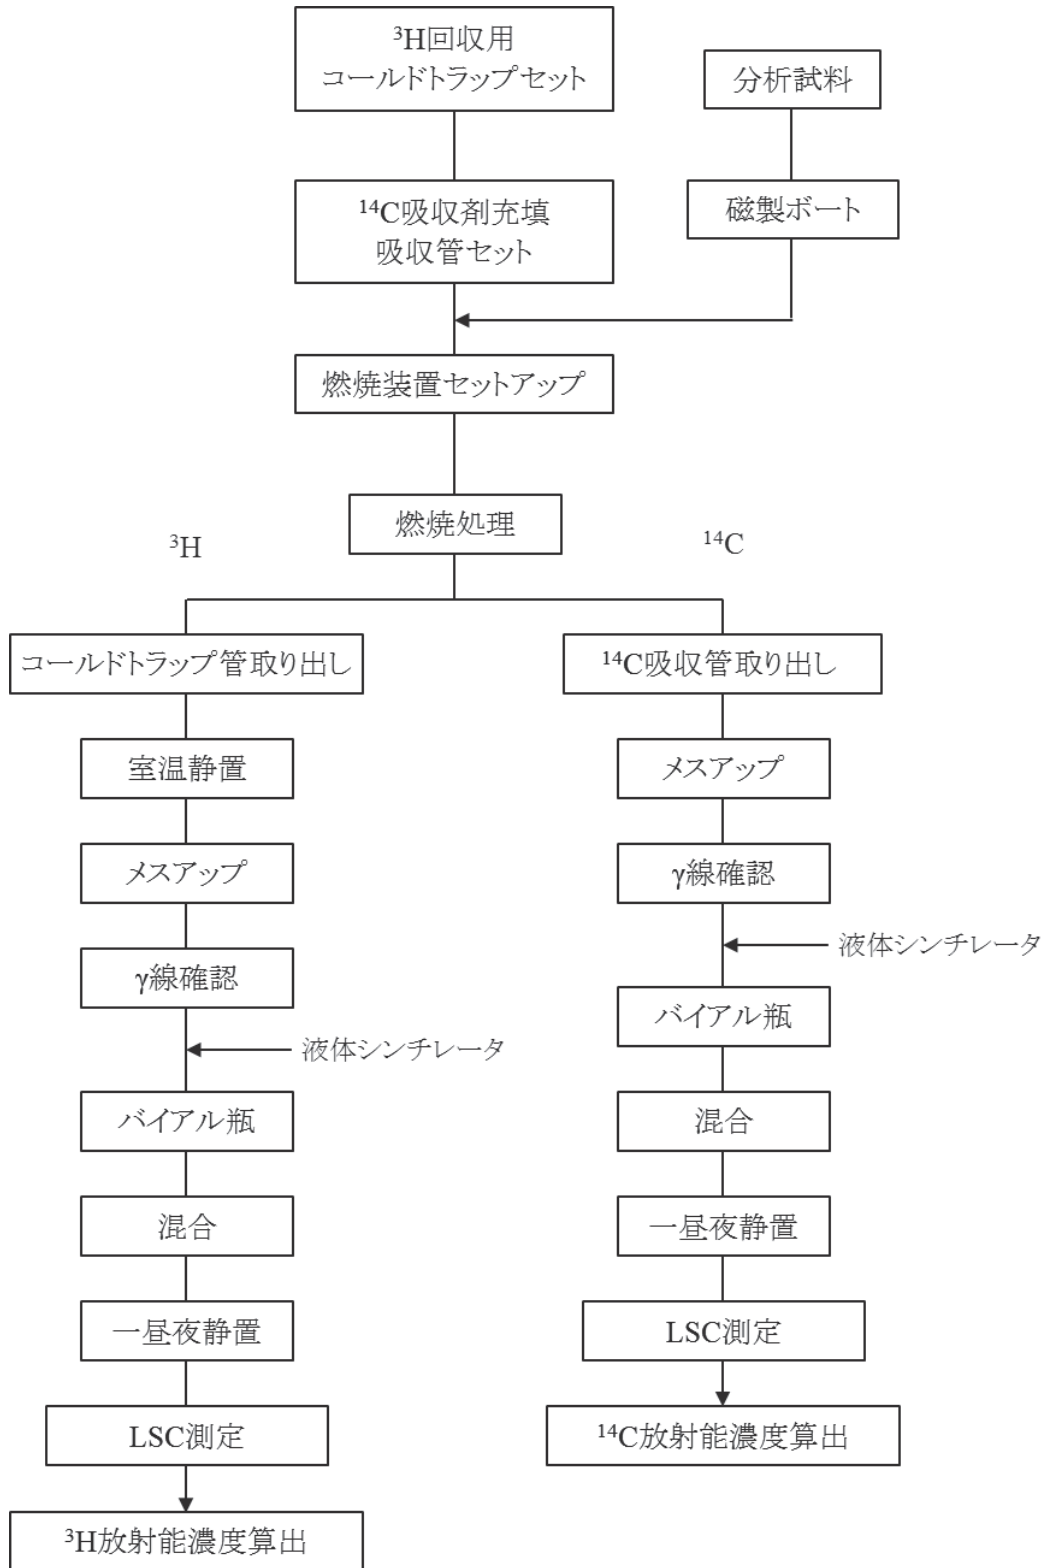 ³H回収用
コールドトラップセット
分析試料
¹⁴C吸収剤充填
吸収管セット
磁製ボート
燃焼装置セットアップ
燃焼処理
³H
¹⁴C
コールドトラップ管取り出し
室温静置
メスアップ
γ線確認
液体シンチレータ
バイアル瓶
混合
一昼夜静置
LSC測定
³H放射能濃度算出
¹⁴C吸収管取出し
メスアップ
γ線確認
液体シンチレータ
バイアル瓶
混合
一昼夜静置
LSC測定
¹⁴C放射能濃度算出